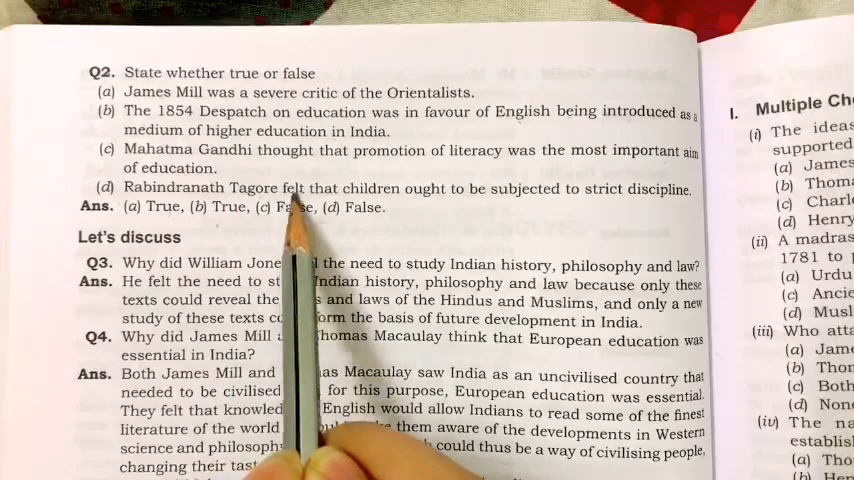 Q2. State whether true or false
(a) James Mill was a severe critic of the Orientalists.
(b) The 1854 Despatch on education was in favour of English being introduced as a
medium of higher education in India.
(c) Mahatma Gandhi thought that promotion of literacy was the most important aim
of education.
(d) Rabindranath Tagore felt that children ought to be subjected to strict discipline.
Ans. (a) True, (b) True, (c) False, (d) False.
Let's discuss
Q3. Why did William Jone the need to study Indian history, philosophy and law?
Ans. He felt the need to st Indian history, philosophy and law because only these
texts could reveal the and laws of the Hindus and Muslims, and only a new
study of these texts form the basis of future development in India.
Q4. Why did James Mill Thomas Macaulay think that European education was
essential in India?
Ans. Both James Mill and as Macaulay saw India as an uncivilised country that
needed to be civilised for this purpose, European education was essential.
They felt that knowled English would allow Indians to read some of the finest
literature of the world them aware of the developments in Western
science and philosoph could thus be a way of civilising people,
changing their tast
I. Multiple Ch
(i) The ideas
supported
(a) James
(b) Thoma
(c) Charl
(d) Henry
(ii) A madras
1781 to
(a) Urdu
(c) Ancie
(d) Musl
(iii) Who atta
(a) Jame
(b) Thor
(c) Both
(d) Non
(iv) The na
establis
(a) Tho
(b) Hen